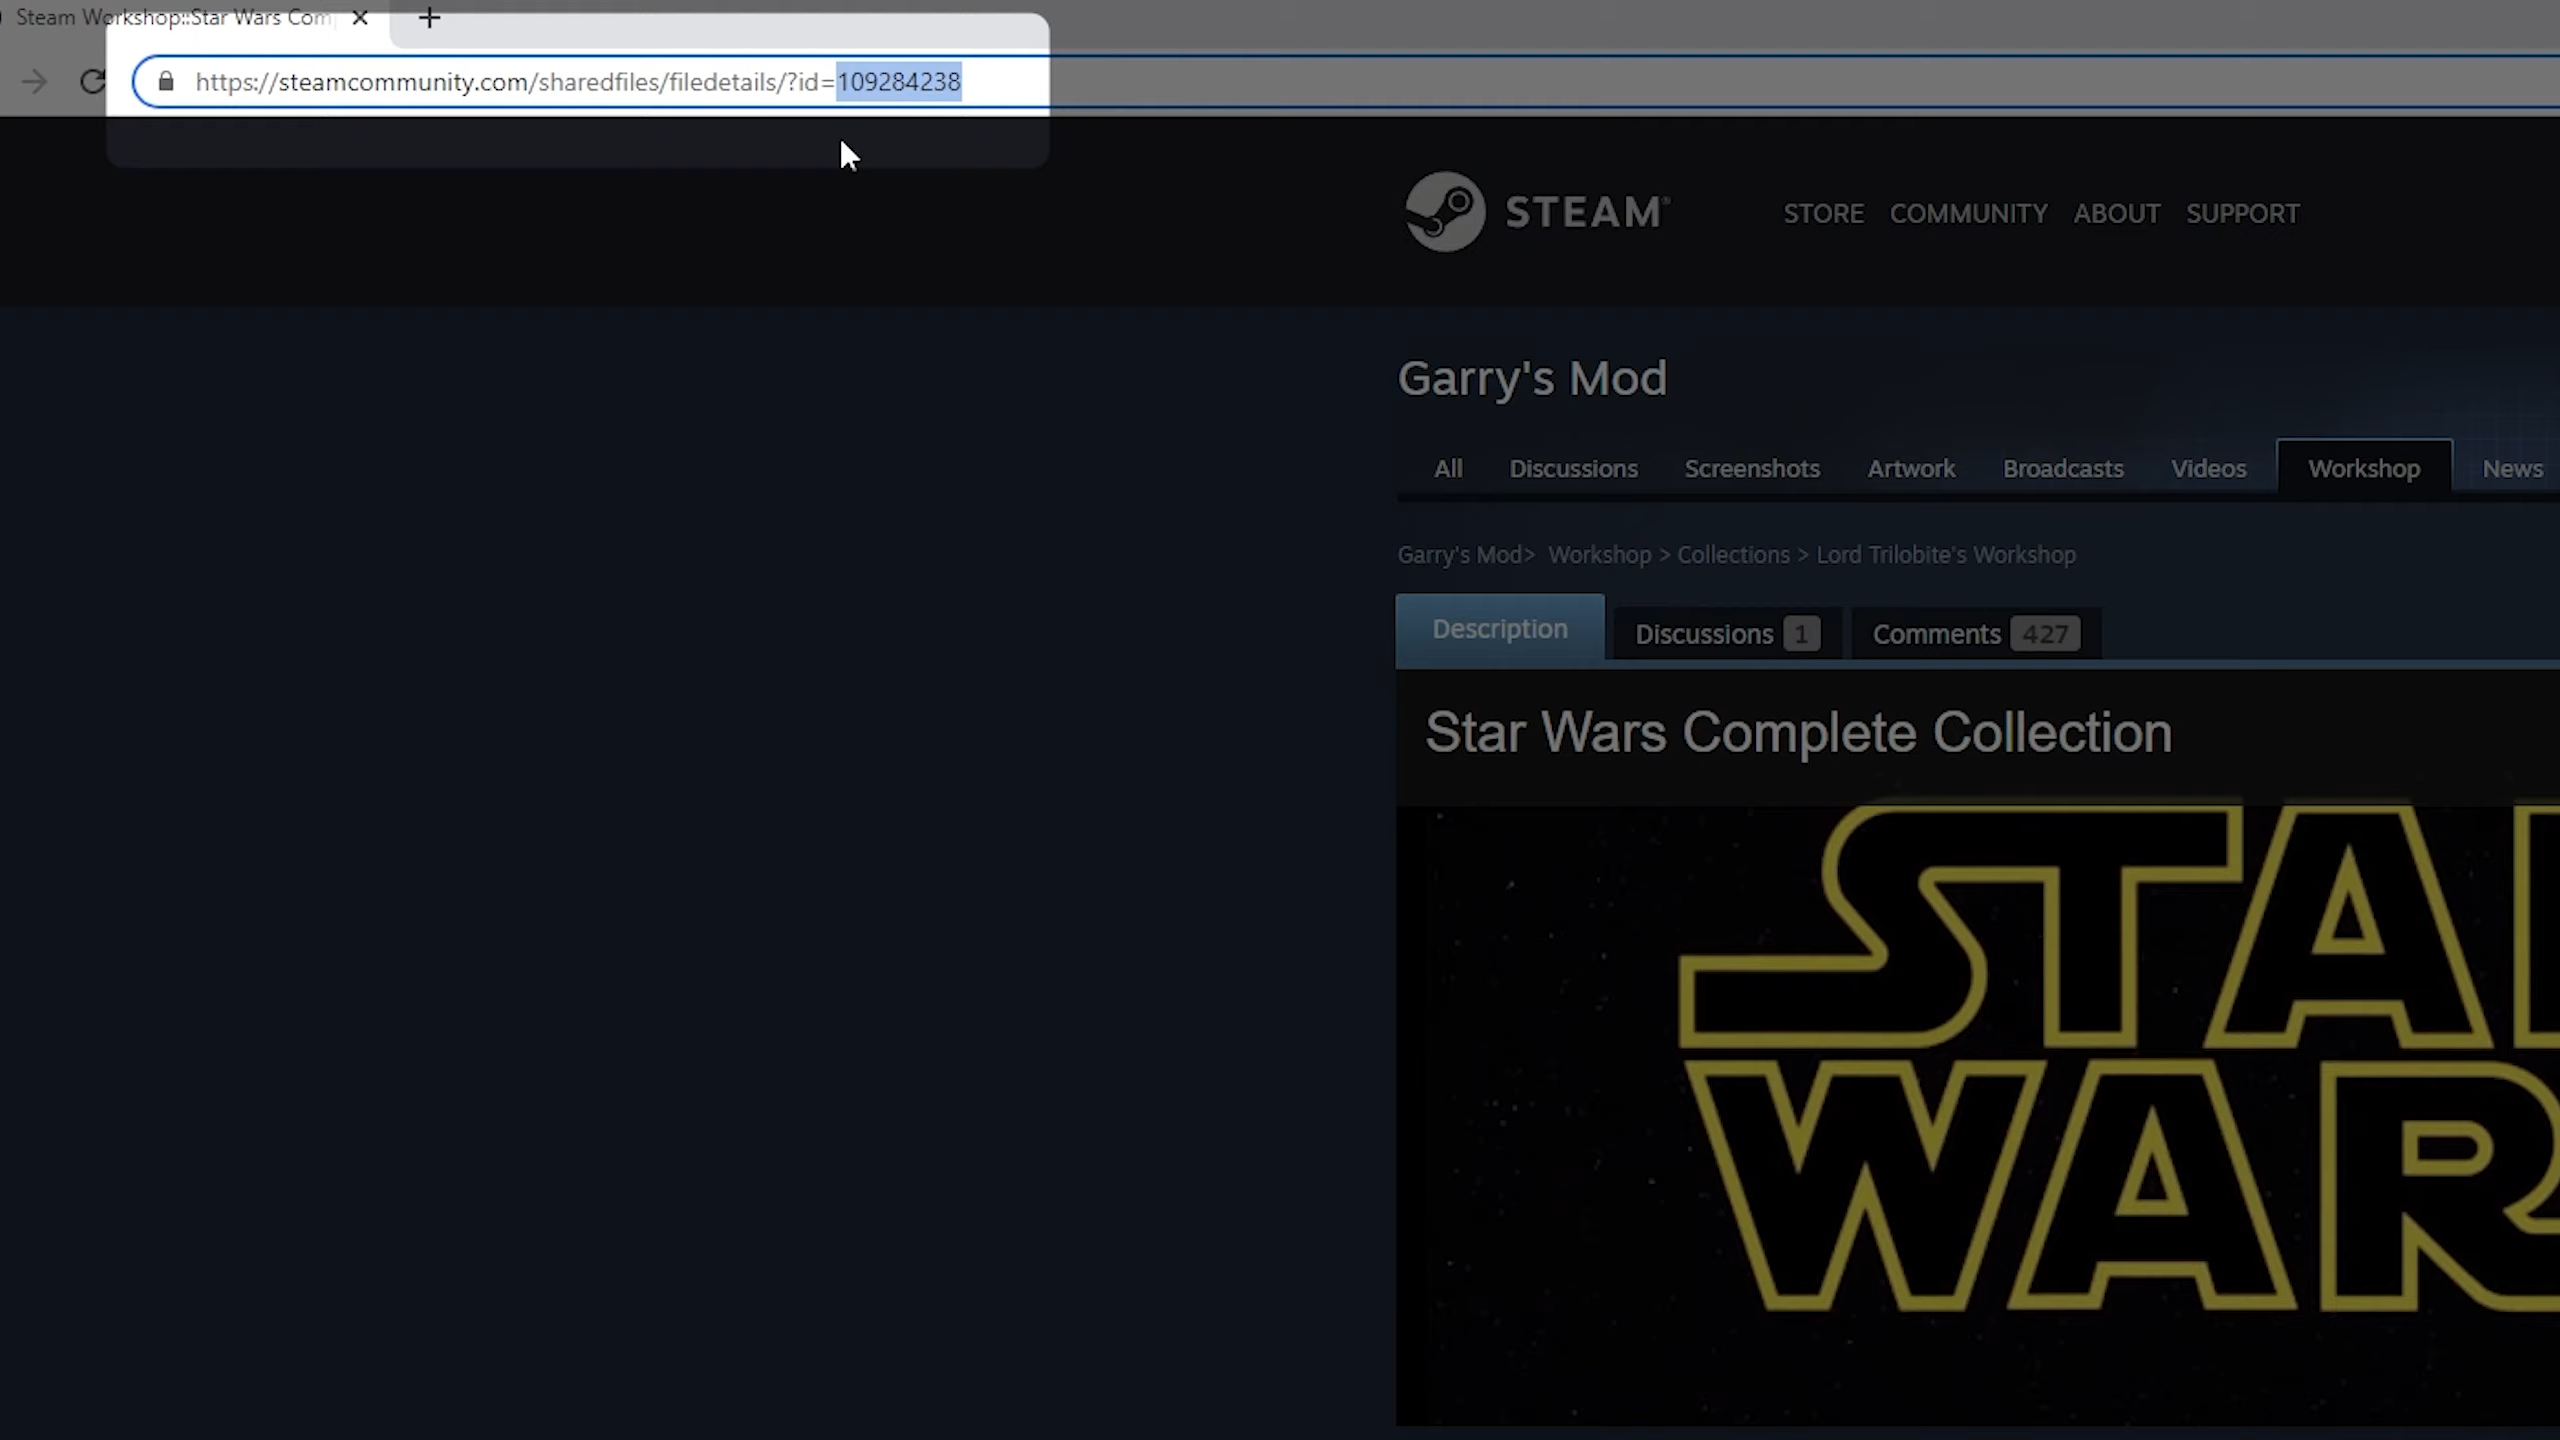 Steam Workshop::Star Wars Com
https://steamcommunity.com/sharedfiles/filedetails/?id=109284238
STEAM® STORE COMMUNITY ABOUT SUPPORT
Garry's Mod
All Discussions Screenshots Artwork Broadcasts Videos Workshop News
Garry's Mod> Workshop > Collections > Lord Trilobite's Workshop
Description Discussions 1 Comments 427
Star Wars Complete Collection
STA
WAR